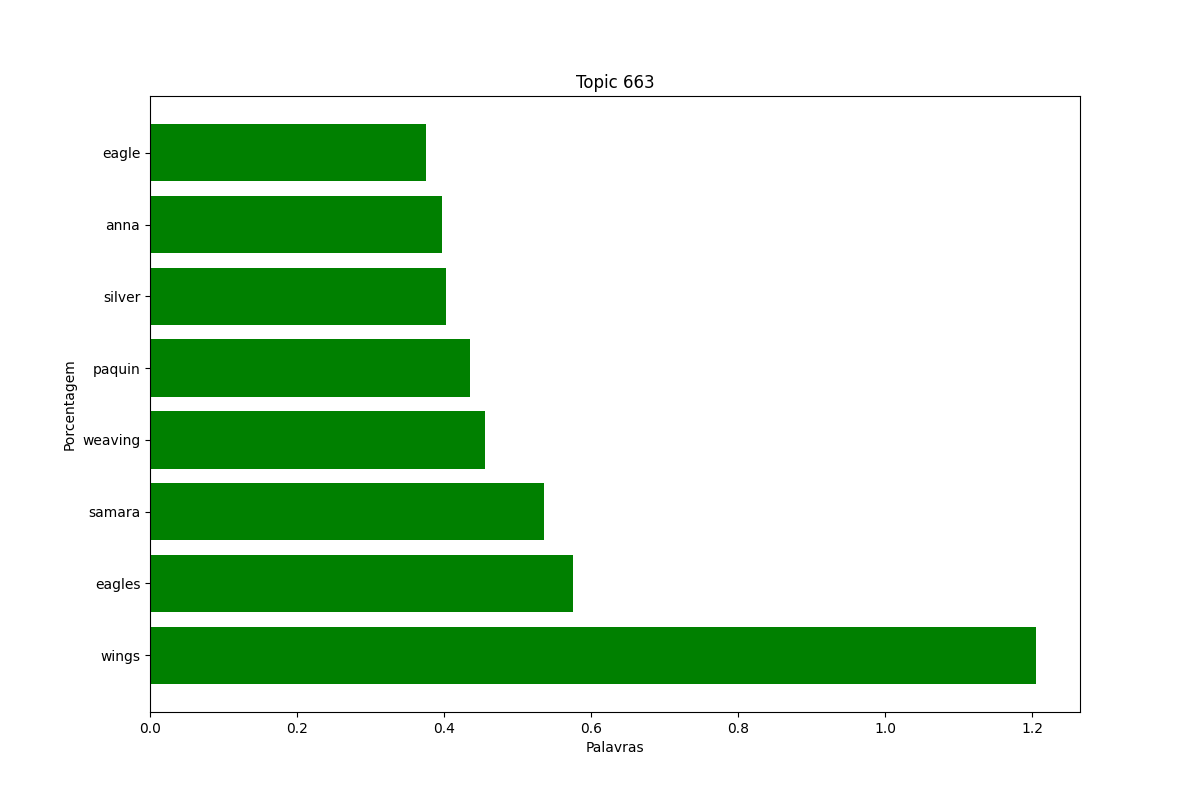 Topic 663
eagle
anna
silver
paquin
weaving
samara
eagles
wings
Porcentagem
0.0 0.2 0.4 0.6 0.8 1.0 1.2
Palavras